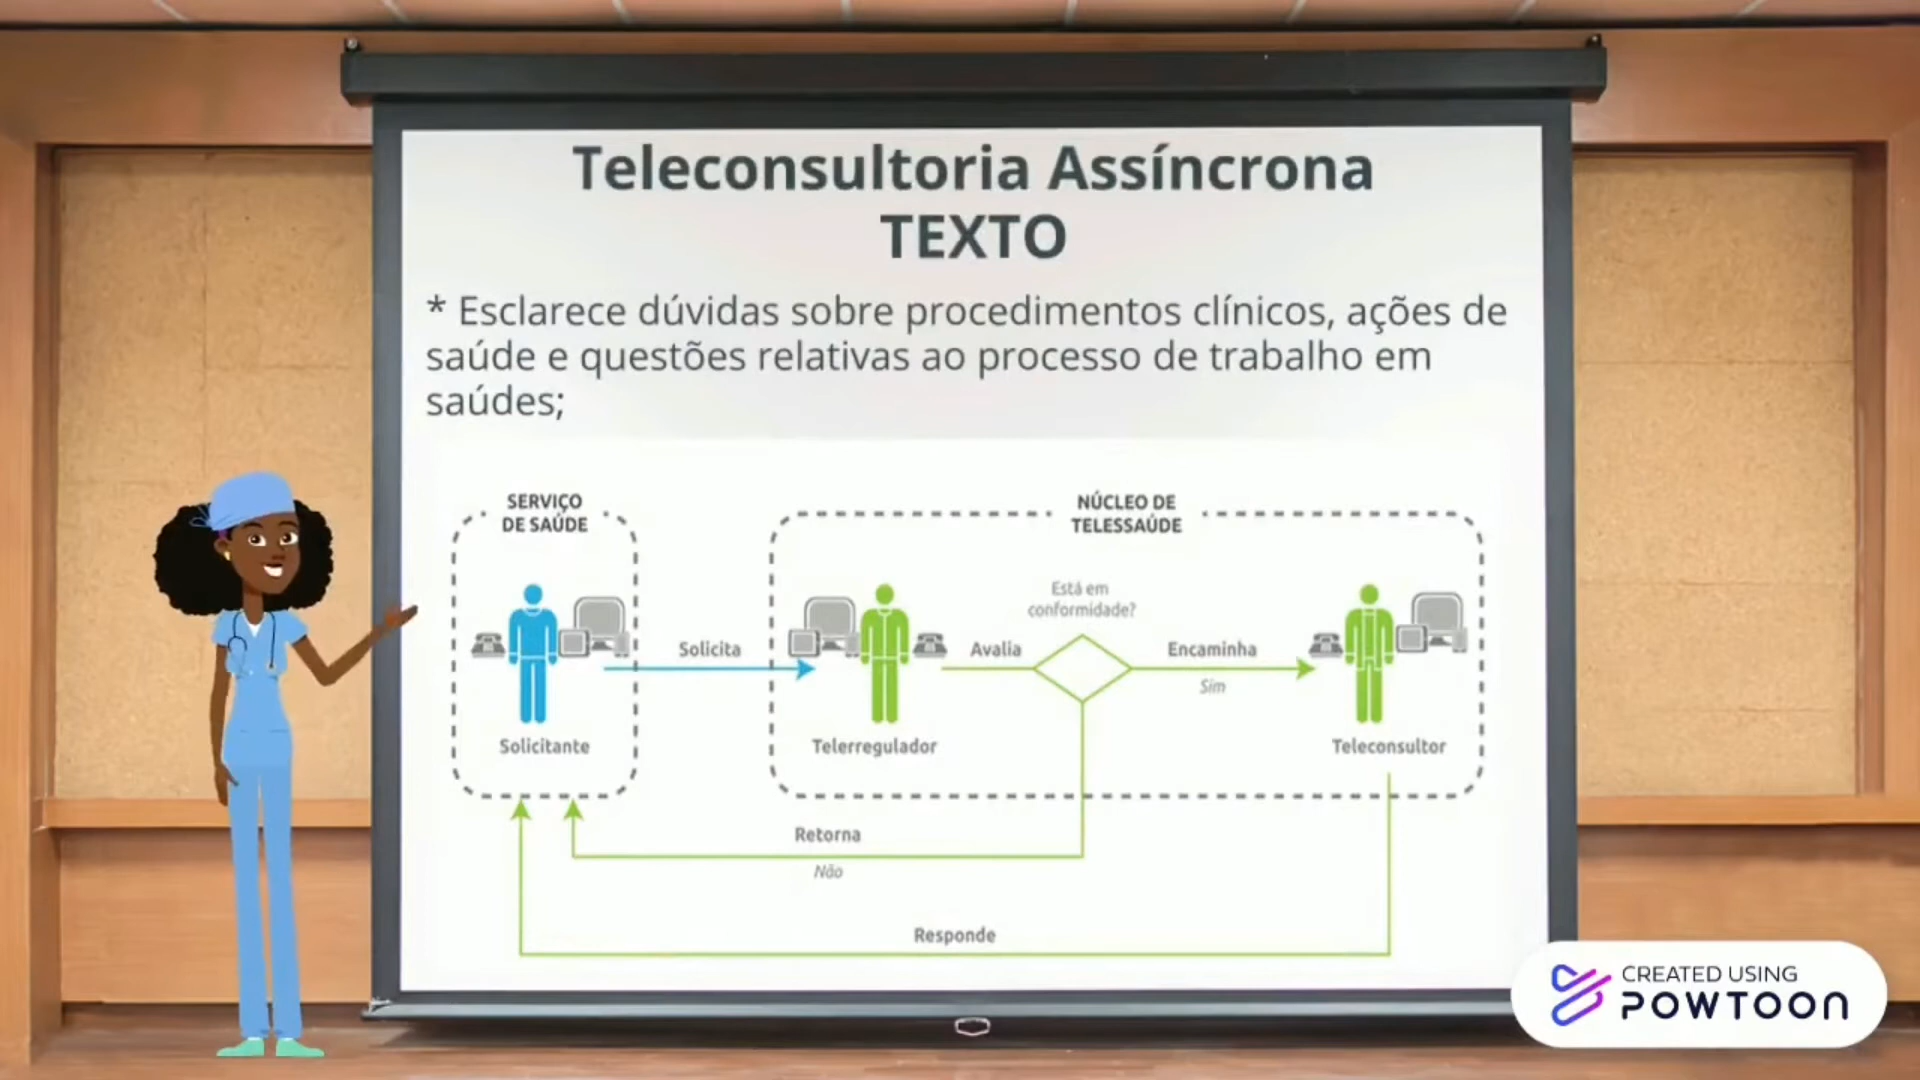 Teleconsultoria Assíncrona
TEXTO
* Esclarece dúvidas sobre procedimentos clínicos, ações de
saúde e questões relativas ao processo de trabalho em
saúdes;
SERVIÇO
DE SAÚDE
NÚCLEO DE
TELESSAÚDE
Está em
conformidade?
Solicita
Avalia
Encaminha
Sim
Solicitante
Telerregulador
Teleconsultor
Retorna
Não
Responde
CREATED USING
POWTOON